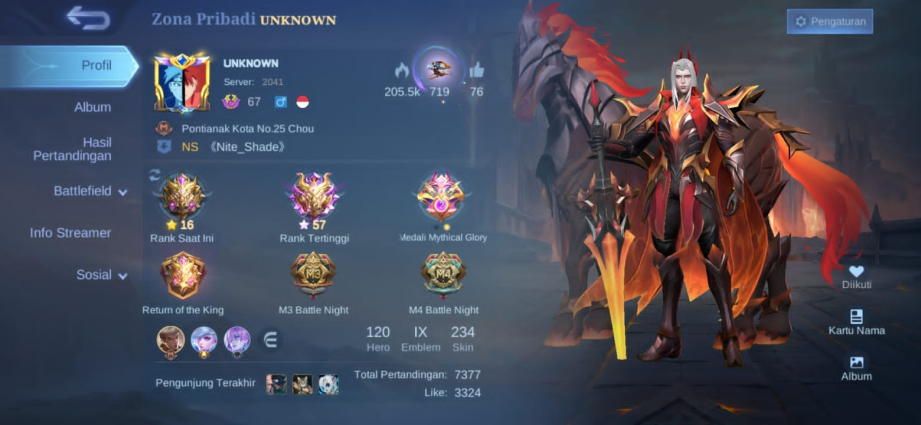 Zona Pribadi UNKNOWN
Pengaturan
Profil
Album
Hasil Pertandingan
Battlefield
Info Streamer
Sosial
UNKNOWN
Server: 2041
67
205.5k 719 76
Pontianak Kota No.25 Chou
NS 《Nite_Shade》
16
57
Rank Saat Ini
Rank Tertinggi
Medali Mythical Glory
M3
M4
Return of the King
M3 Battle Night
M4 Battle Night
120 IX 234
Hero Emblem Skin
Pengunjung Terakhir
Total Pertandingan: 7377
Like: 3324
Diikuti
Kartu Nama
Album